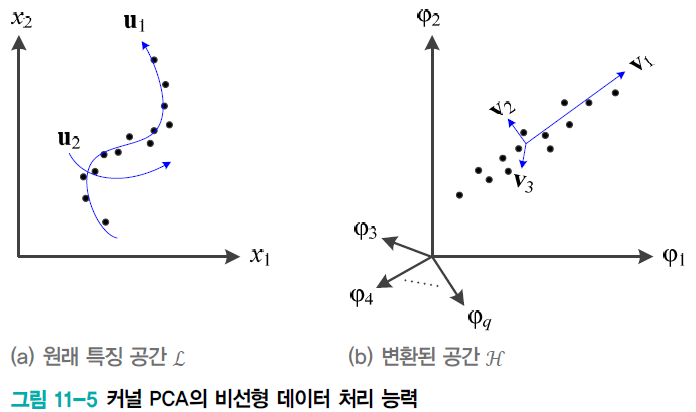 x₂
u₁
u₂
x₁
φ₂
v₁
v₂
v₃
φ₃
φ₄
φq
φ₁
(a) 원래 특징 공간 ℒ
(b) 변환된 공간 ℋ
그림 11-5 커널 PCA의 비선형 데이터 처리 능력